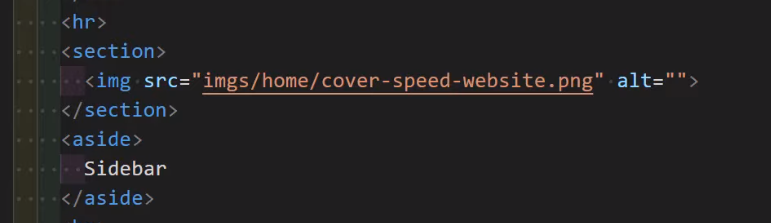 <hr>
<section>
<img src="imgs/home/cover-speed-website.png" alt="">
</section>
<aside>
Sidebar
</aside>